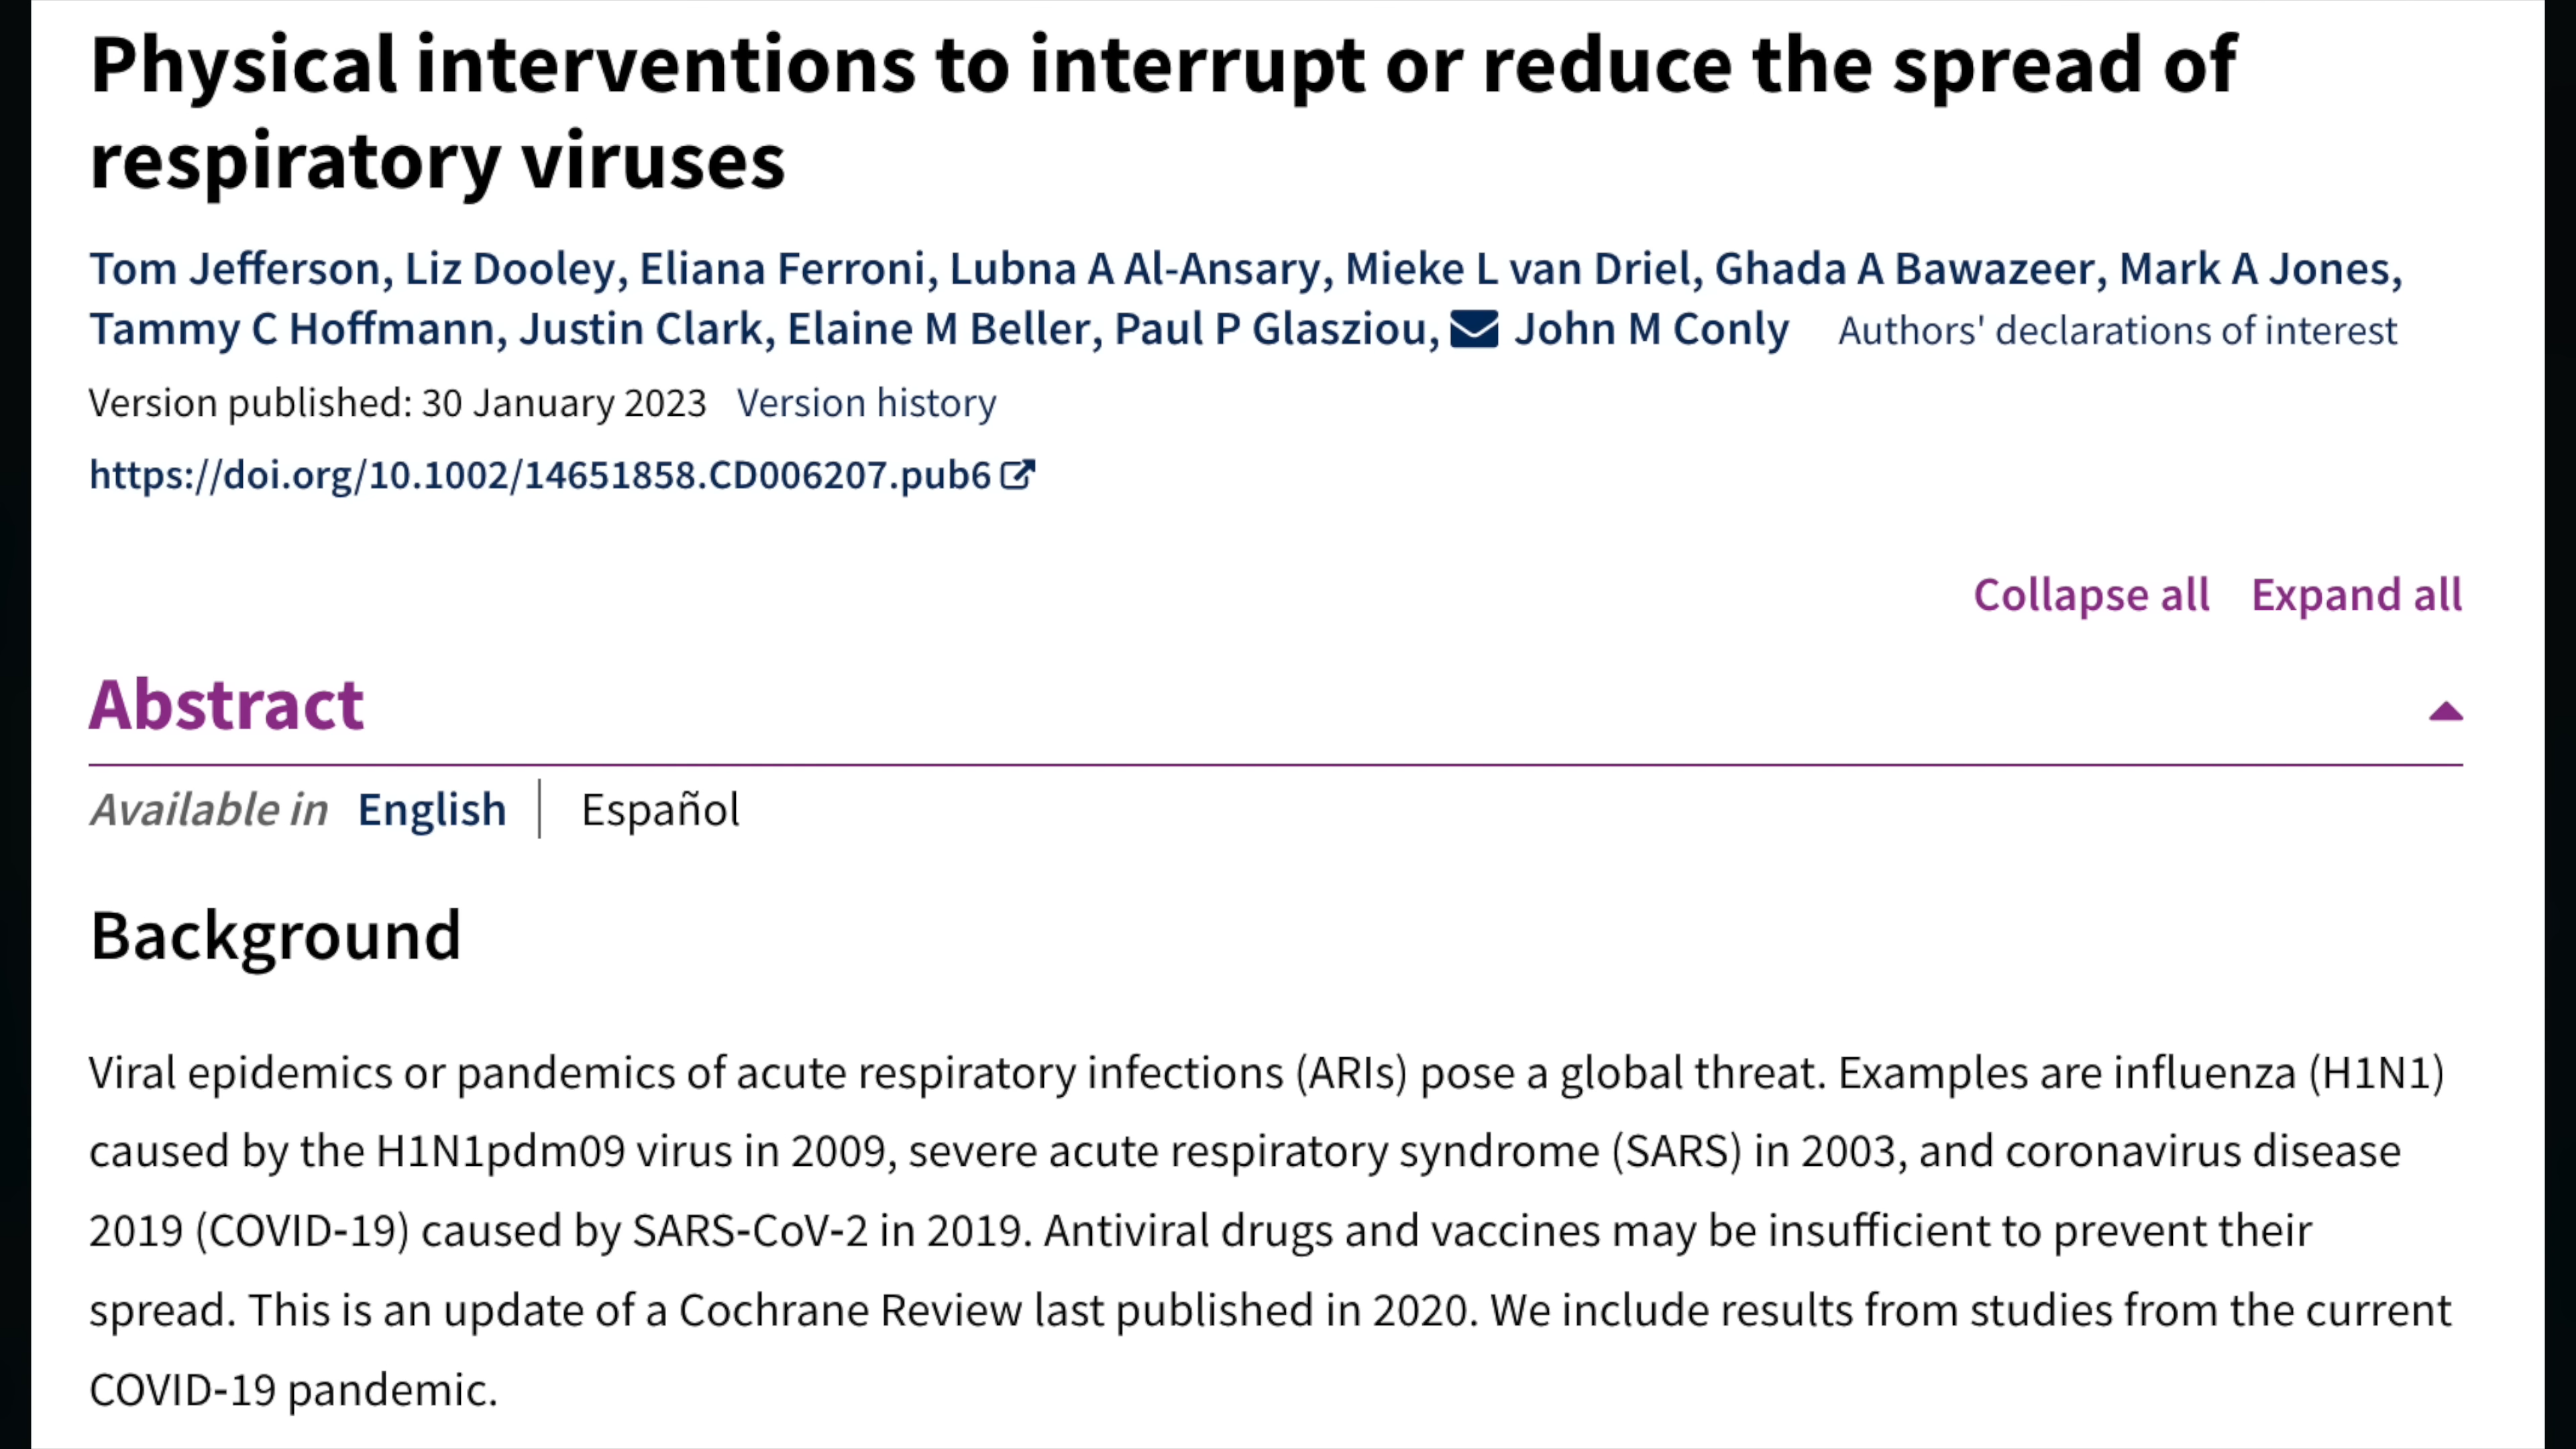 Physical interventions to interrupt or reduce the spread of
respiratory viruses
Tom Jefferson, Liz Dooley, Eliana Ferroni, Lubna A Al-Ansary, Mieke L van Driel, Ghada A Bawazeer, Mark A Jones,
Tammy C Hoffmann, Justin Clark, Elaine M Beller, Paul P Glasziou, John M Conly Authors' declarations of interest
Version published: 30 January 2023 Version history
https://doi.org/10.1002/14651858.CD006207.pub6
Collapse all Expand all
Abstract
Available in English Español
Background
Viral epidemics or pandemics of acute respiratory infections (ARIs) pose a global threat. Examples are influenza (H1N1)
caused by the H1N1pdm09 virus in 2009, severe acute respiratory syndrome (SARS) in 2003, and coronavirus disease
2019 (COVID-19) caused by SARS-CoV-2 in 2019. Antiviral drugs and vaccines may be insufficient to prevent their
spread. This is an update of a Cochrane Review last published in 2020. We include results from studies from the current
COVID-19 pandemic.